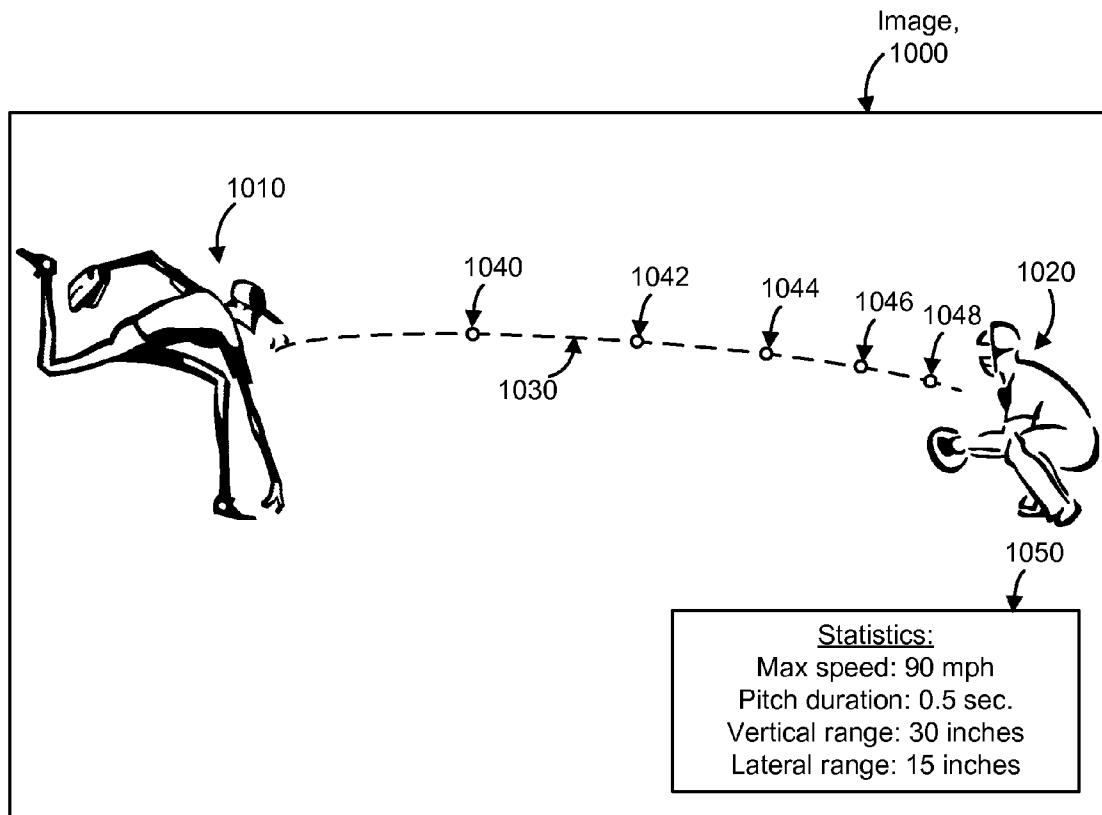 Image,
1000
1010
1040
1042
1044
1046
1048
1020
1030
1050
Statistics:
Max speed: 90 mph
Pitch duration: 0.5 sec.
Vertical range: 30 inches
Lateral range: 15 inches